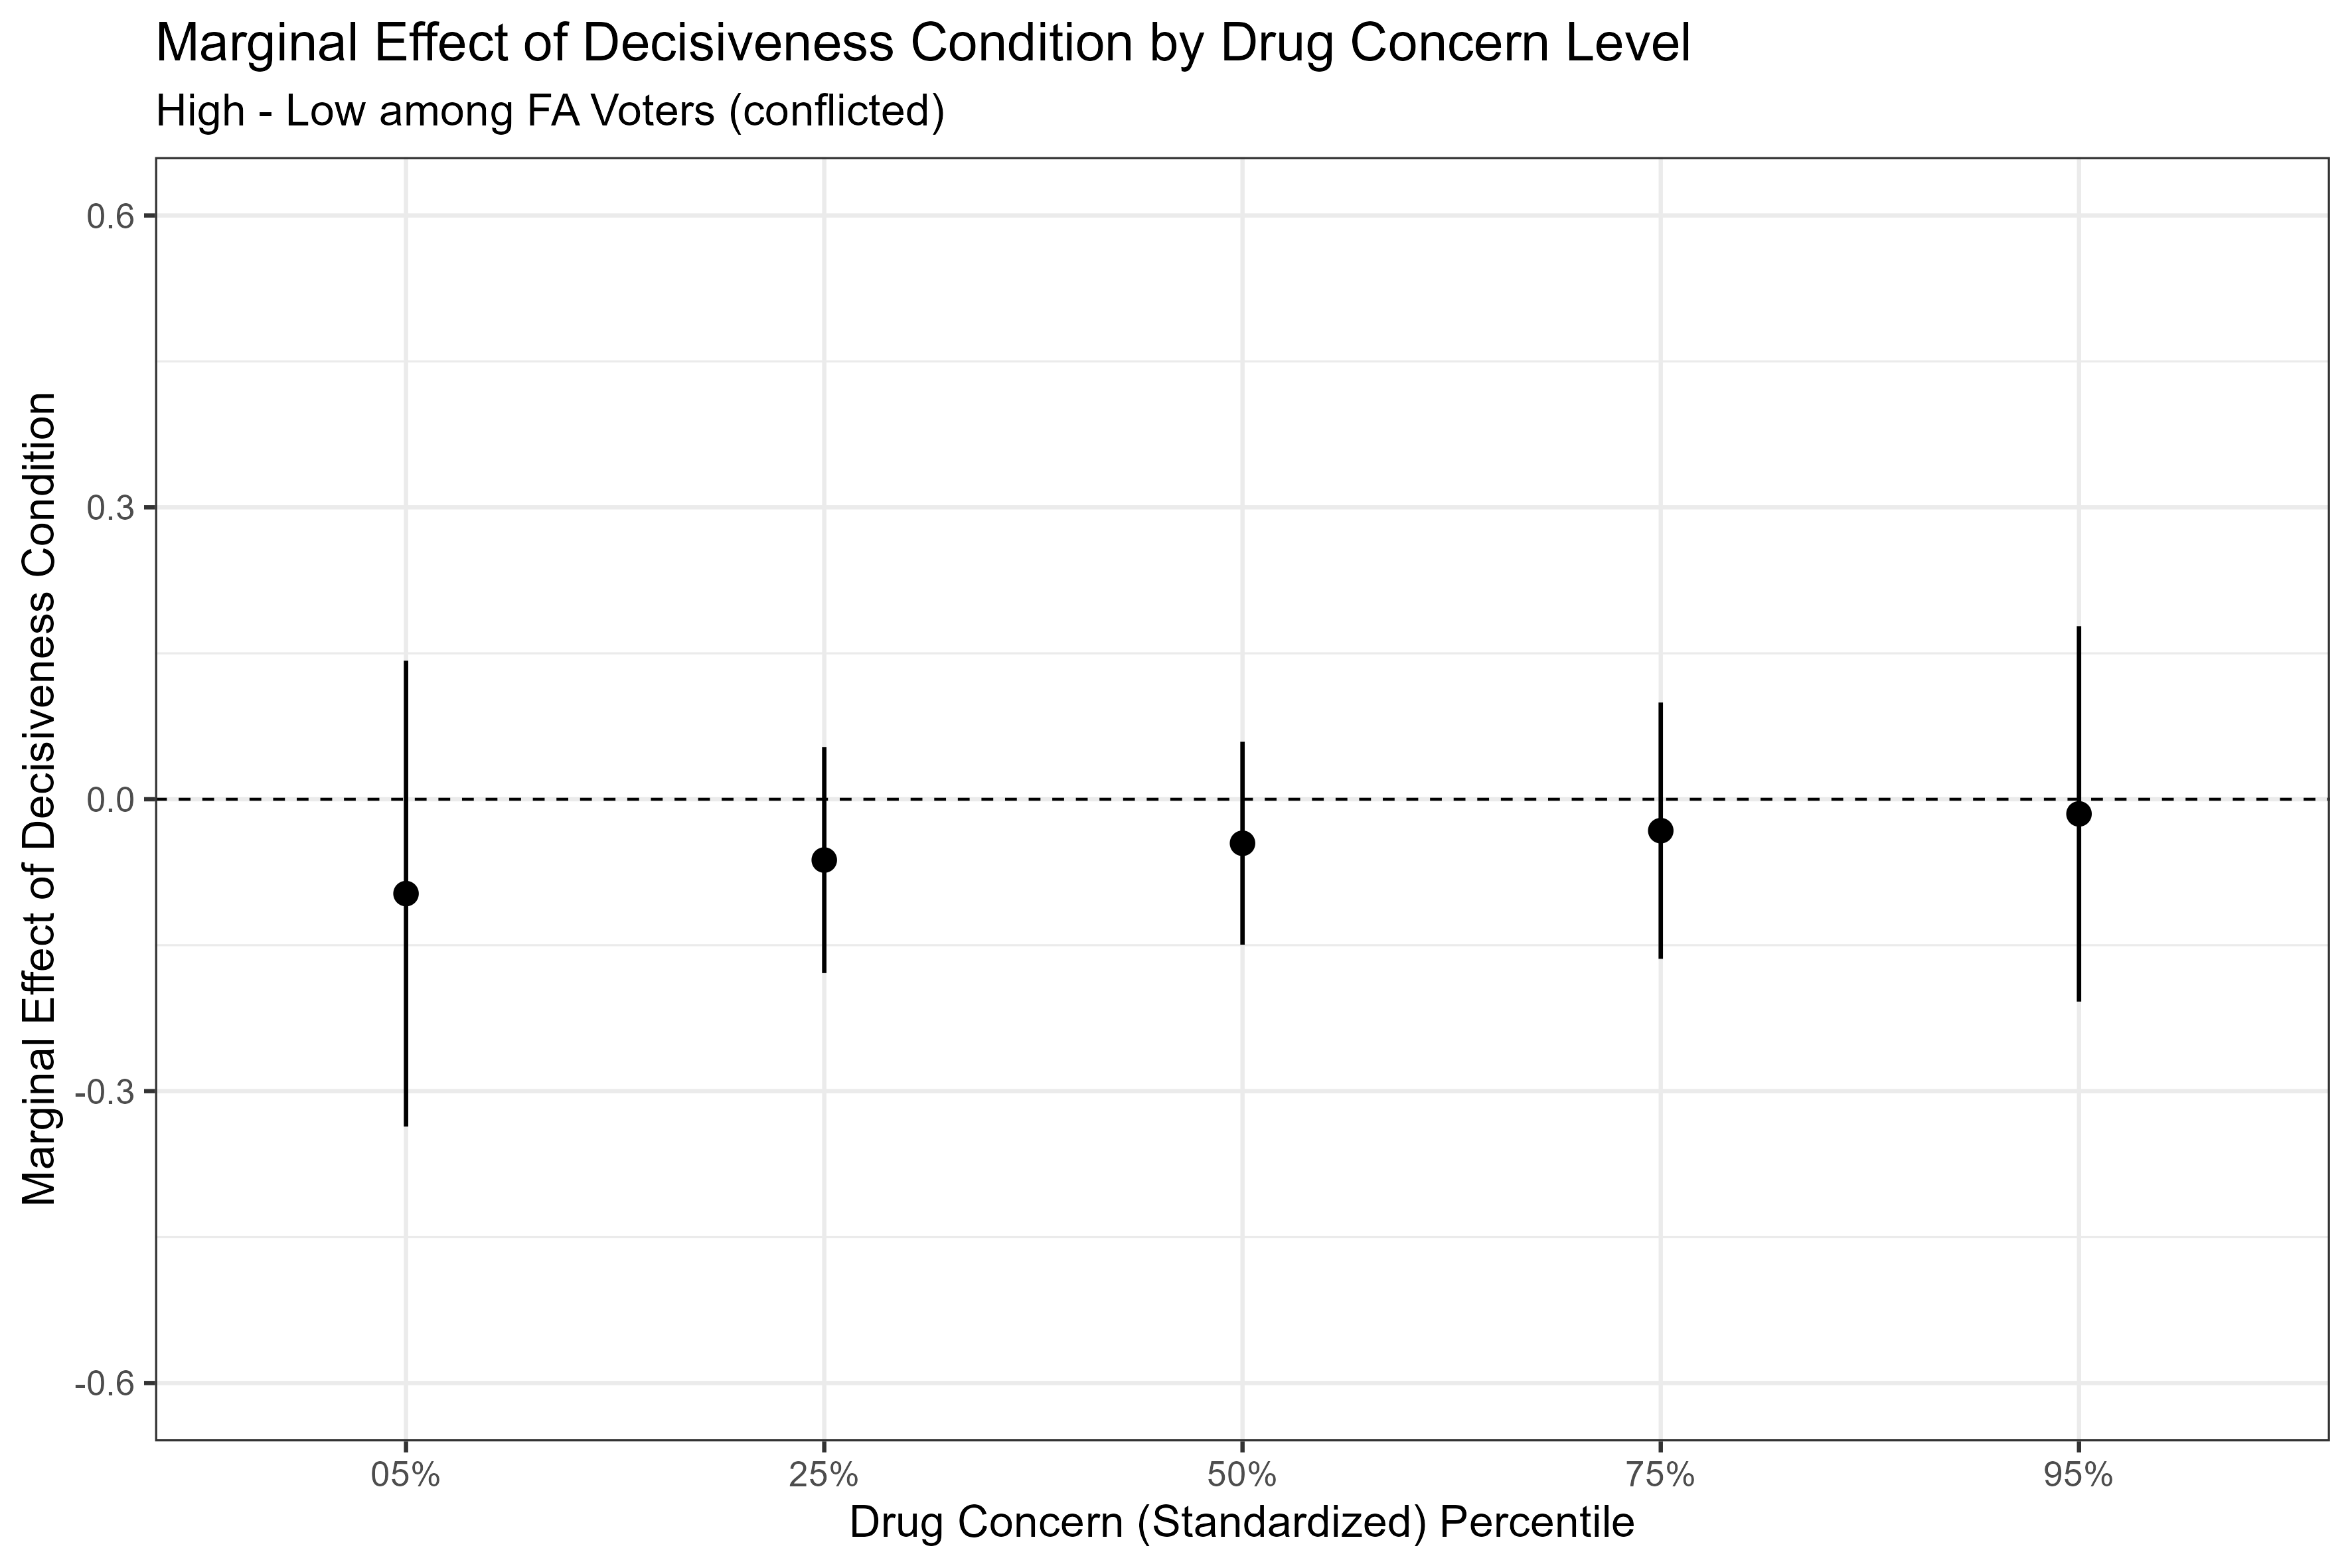 Marginal Effect of Decisiveness Condition by Drug Concern Level
High - Low among FA Voters (conflicted)
Marginal Effect of Decisiveness Condition
0.6
0.3
0.0
-0.3
-0.6
05%
25%
50%
75%
95%
Drug Concern (Standardized) Percentile